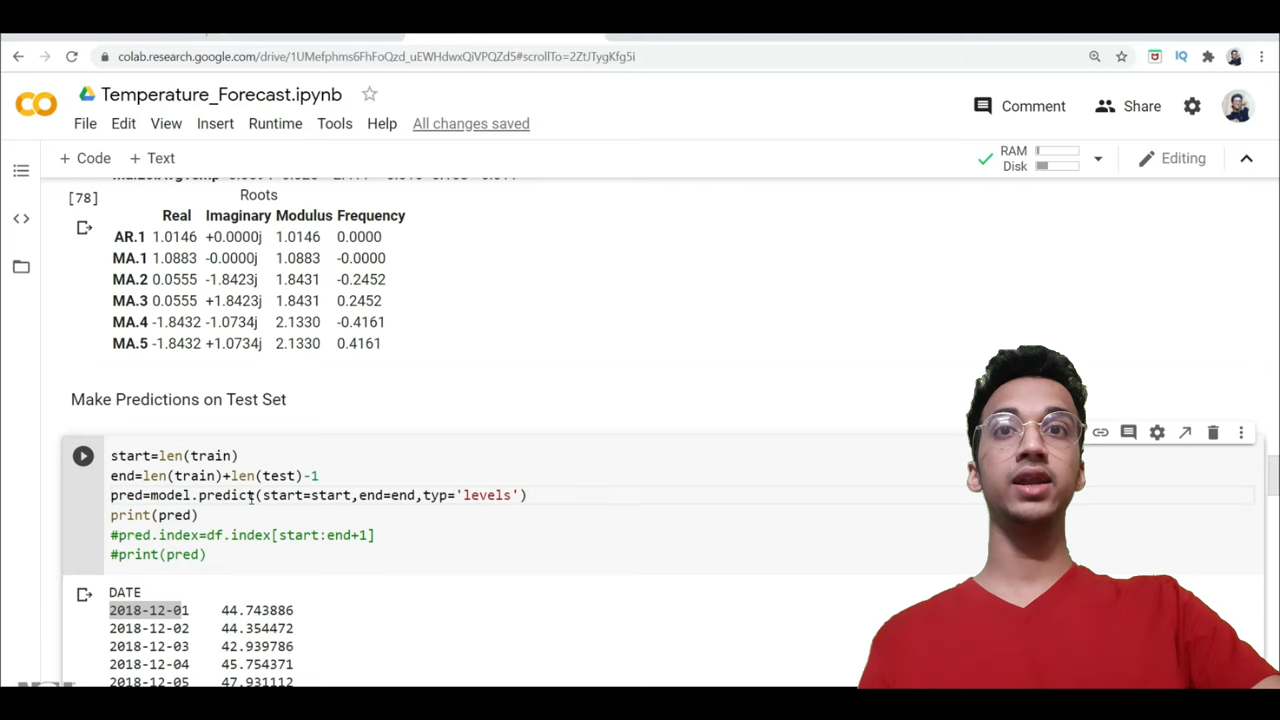 colab.research.google.com/drive/1UMefphms6FhFoQzd_uEWHdwxQiVPQZd5#scrollTo=2ZtJTygKfg5i
Temperature_Forecast.ipynb
Comment
Share
File Edit View Insert Runtime Tools Help All changes saved
+ Code + Text
RAM
Disk
Editing
[78]
Roots
Real Imaginary Modulus Frequency
AR.1 1.0146 +0.0000j 1.0146 0.0000
MA.1 1.0883 -0.0000j 1.0883 -0.0000
MA.2 0.0555 -1.8423j 1.8431 -0.2452
MA.3 0.0555 +1.8423j 1.8431 0.2452
MA.4 -1.8432 -1.0734j 2.1330 -0.4161
MA.5 -1.8432 +1.0734j 2.1330 0.4161
Make Predictions on Test Set
start=len(train)
end=len(train)+len(test)-1
pred=model.predict(start=start,end=end,typ='levels')
print(pred)
#pred.index=df.index[start:end+1]
#print(pred)
DATE
2018-12-01 44.743886
2018-12-02 44.354472
2018-12-03 42.939786
2018-12-04 45.754371
2018-12-05 47.931112